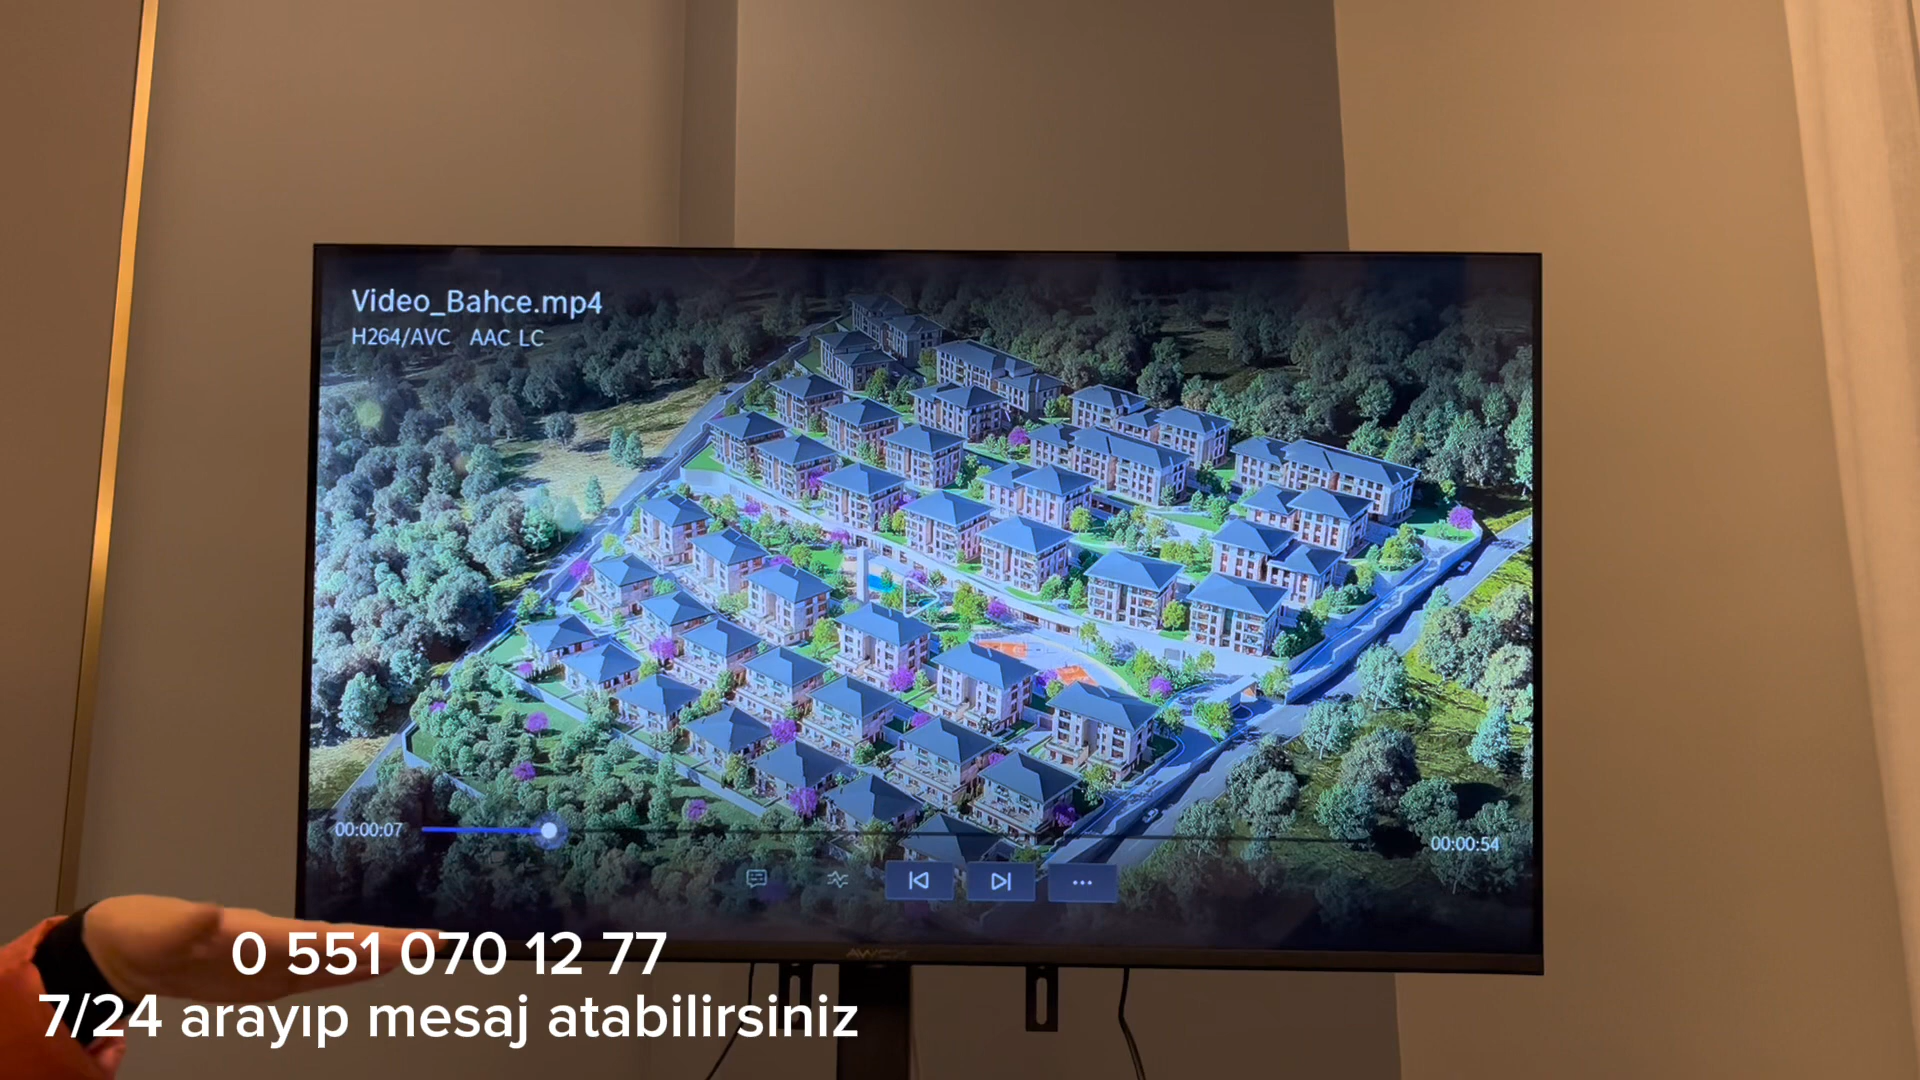 Video_Bahce.mp4
H264/AVC AAC LC
00:00:07
00:00:54
AWOX
0 551 070 12 77
7/24 arayıp mesaj atabilirsiniz